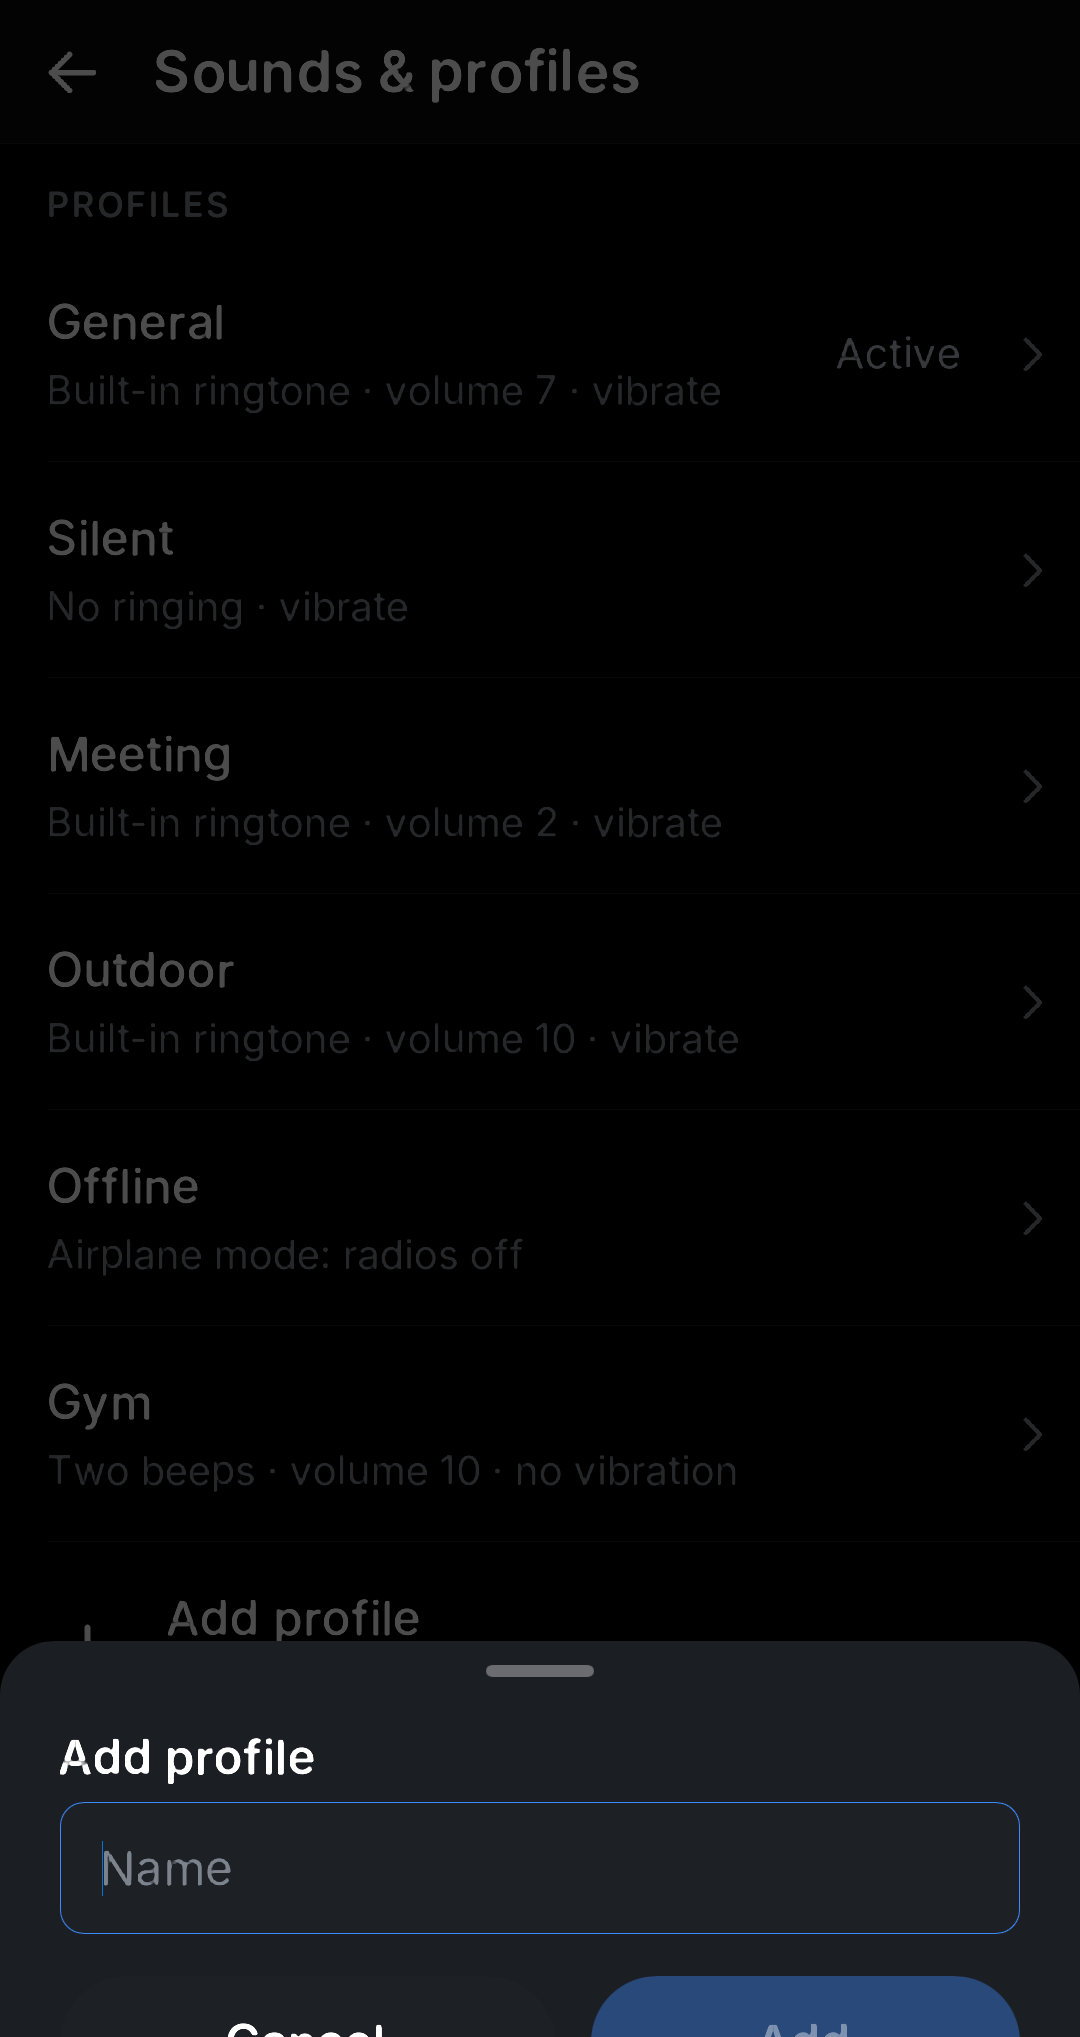 Sounds & profiles
PROFILES
General
Active
Built-in ringtone · volume 7 · vibrate
Silent
No ringing · vibrate
Meeting
Built-in ringtone · volume 2 · vibrate
Outdoor
Built-in ringtone · volume 10 · vibrate
Offline
Airplane mode: radios off
Gym
Two beeps · volume 10 · no vibration
Add profile
Add profile
Name
Cancel
Add